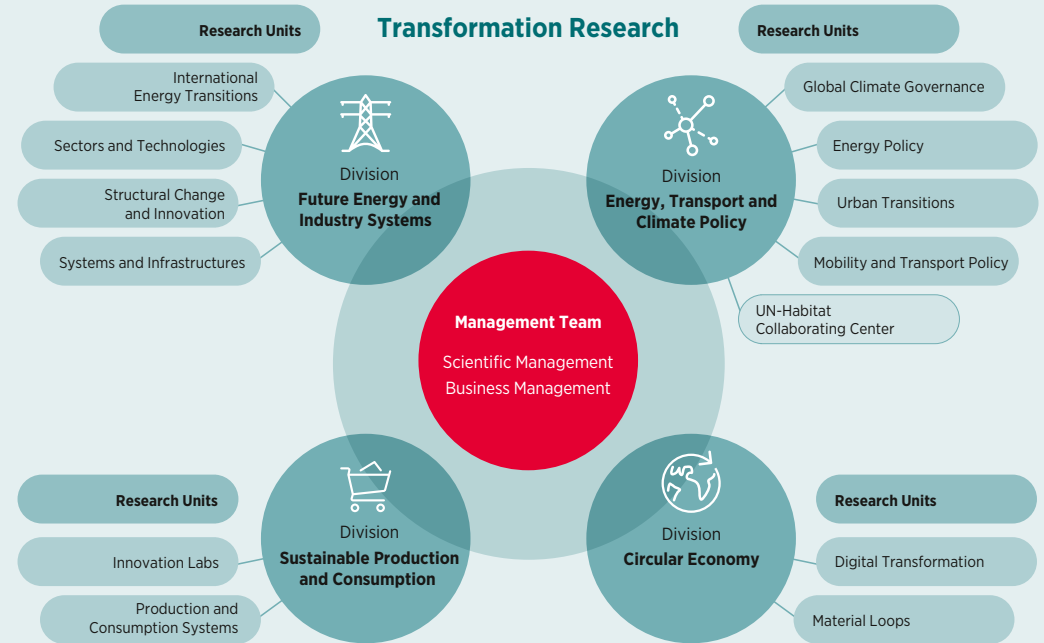 Transformation Research
Research Units
International
Energy Transitions
Sectors and Technologies
Structural Change
and Innovation
Systems and Infrastructures
Division
Future Energy and
Industry Systems
Research Units
Global Climate Governance
Energy Policy
Urban Transitions
Mobility and Transport Policy
UN-Habitat
Collaborating Center
Division
Energy, Transport and
Climate Policy
Management Team
Scientific Management
Business Management
Research Units
Innovation Labs
Production and
Consumption Systems
Division
Sustainable Production
and Consumption
Division
Circular Economy
Research Units
Digital Transformation
Material Loops